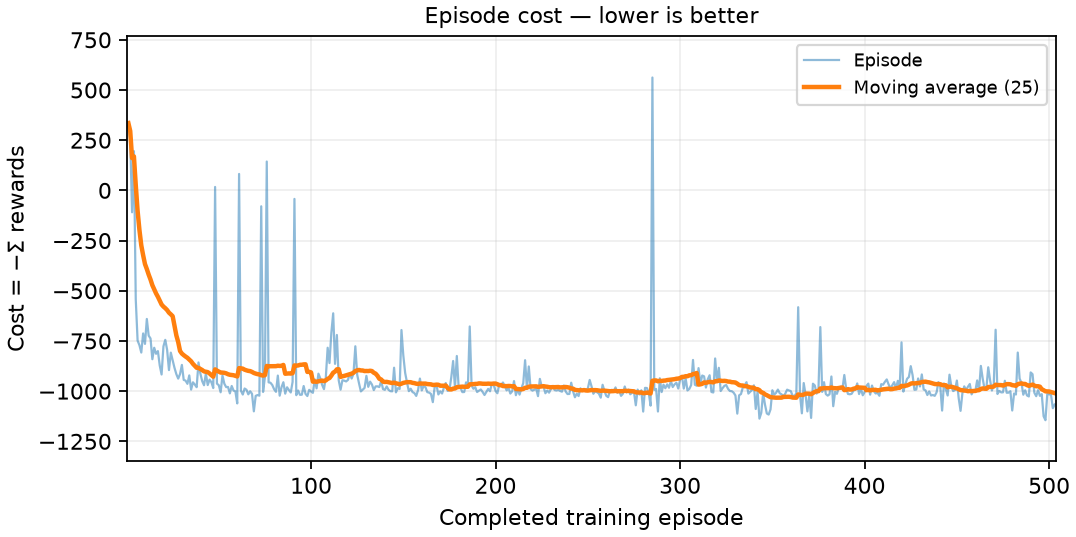 Episode cost — lower is better
Cost = −Σ rewards
750
500
250
0
−250
−500
−750
−1000
−1250
Episode
Moving average (25)
100
200
300
400
500
Completed training episode